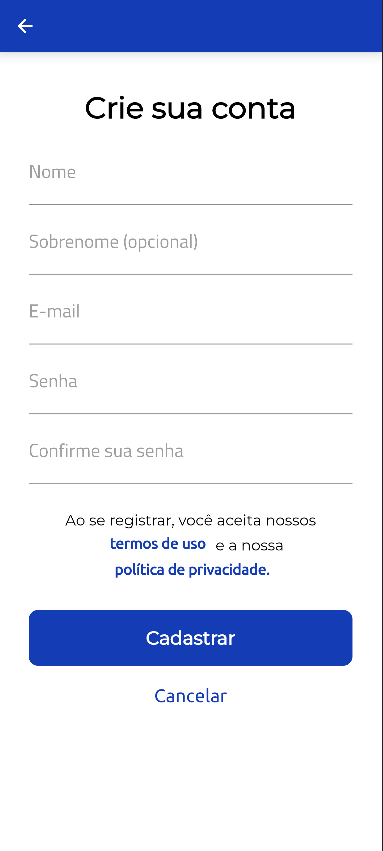 Crie sua conta
Nome
Sobrenome (opcional)
E-mail
Senha
Confirme sua senha
Ao se registrar, você aceita nossos
termos de uso e a nossa
política de privacidade.
Cadastrar
Cancelar